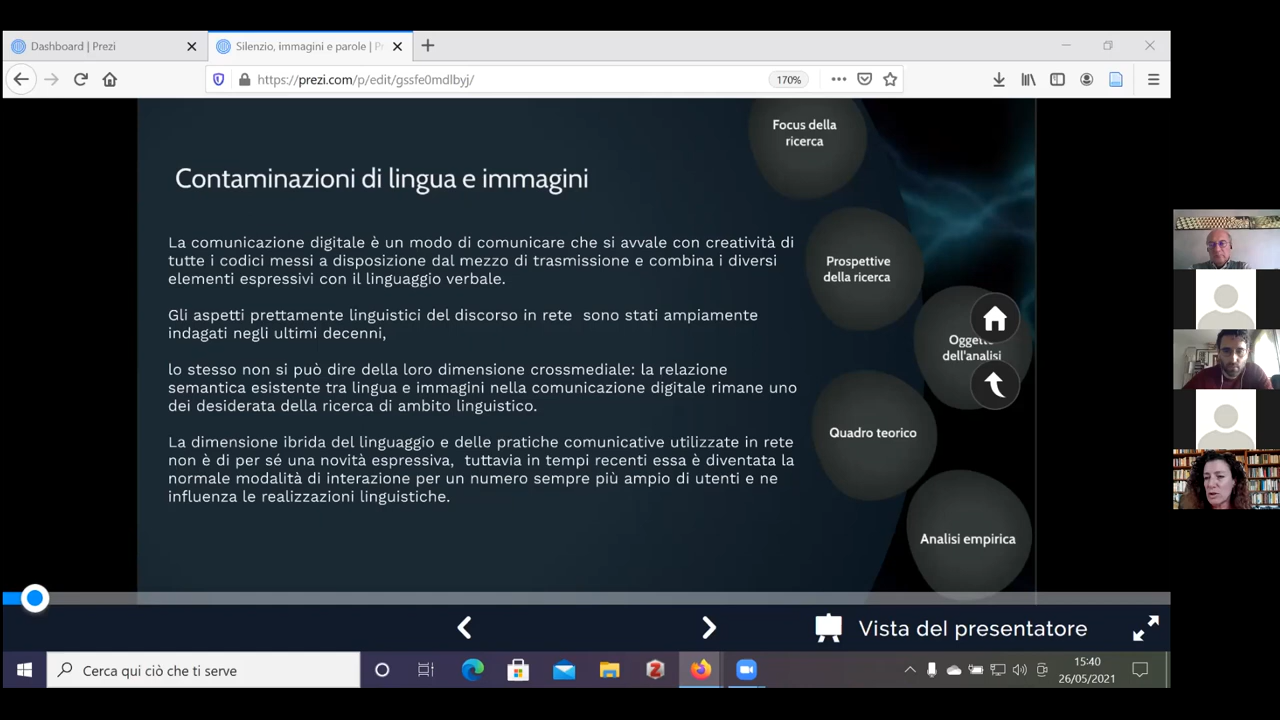 Dashboard | Prezi
Silenzio, immagini e parole | Pr
https://prezi.com/p/edit/gssfe0mdlbyj/
170%
Focus della
ricerca
Contaminazioni di lingua e immagini
La comunicazione digitale è un modo di comunicare che si avvale con creatività di
tutte i codici messi a disposizione dal mezzo di trasmissione e combina i diversi
elementi espressivi con il linguaggio verbale.
Prospettive
della ricerca
Gli aspetti prettamente linguistici del discorso in rete sono stati ampiamente
indagati negli ultimi decenni,
Oggetto
dell'analisi
lo stesso non si può dire della loro dimensione crossmediale: la relazione
semantica esistente tra lingua e immagini nella comunicazione digitale rimane uno
dei desiderata della ricerca di ambito linguistico.
Quadro teorico
La dimensione ibrida del linguaggio e delle pratiche comunicative utilizzate in rete
non è di per sé una novità espressiva, tuttavia in tempi recenti essa è diventata la
normale modalità di interazione per un numero sempre più ampio di utenti e ne
influenza le realizzazioni linguistiche.
Analisi empirica
Vista del presentatore
Cerca qui ciò che ti serve
15:40
26/05/2021